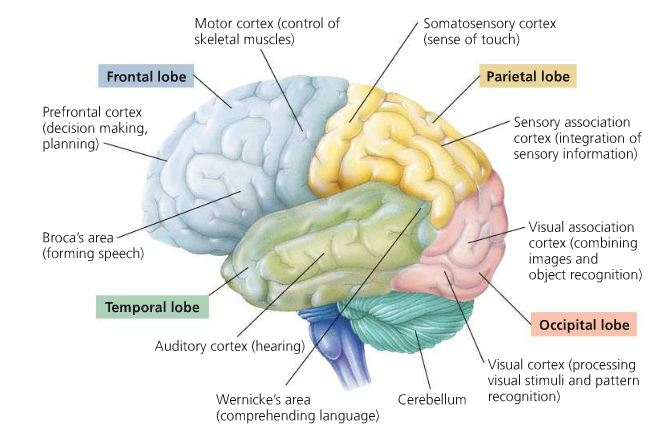 Motor cortex (control of
skeletal muscles)
Somatosensory cortex
(sense of touch)
Frontal lobe
Parietal lobe
Prefrontal cortex
(decision making,
planning)
Sensory association
cortex (integration of
sensory information)
Broca's area
(forming speech)
Visual association
cortex (combining
images and
object recognition)
Temporal lobe
Occipital lobe
Auditory cortex (hearing)
Visual cortex (processing
visual stimuli and pattern
recognition)
Wernicke's area
(comprehending language)
Cerebellum